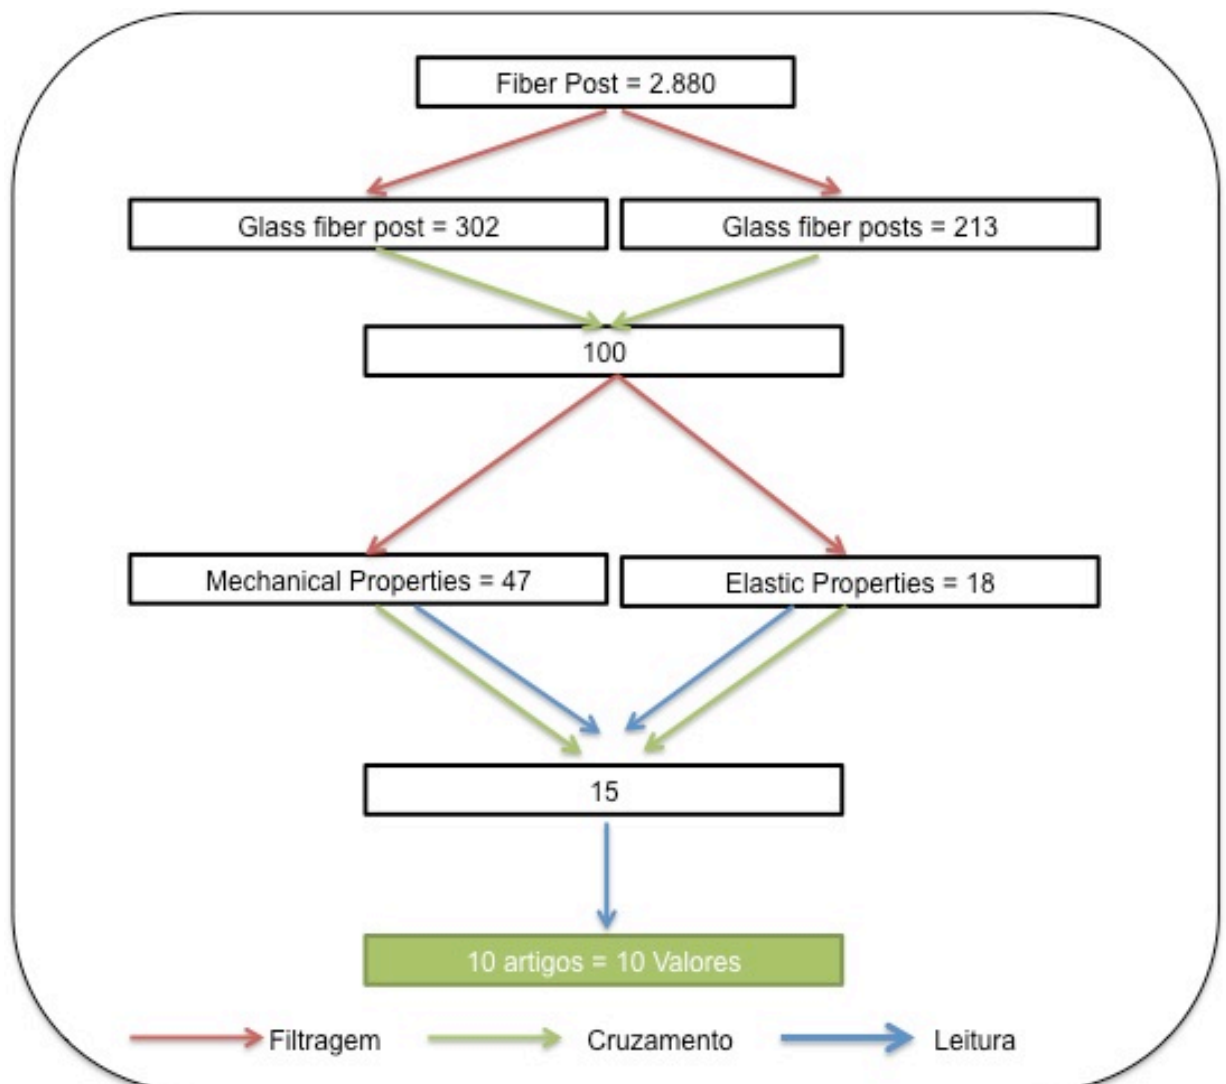 Fiber Post = 2.880
Glass fiber post = 302
Glass fiber posts = 213
100
Mechanical Properties = 47
Elastic Properties = 18
15
10 artigos = 10 Valores
Filtragem
Cruzamento
Leitura